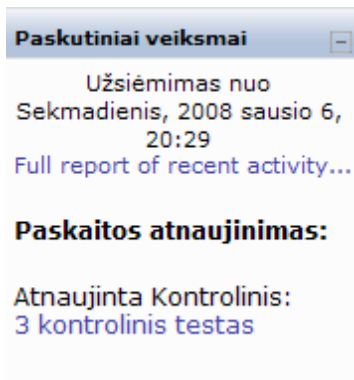 Paskutiniai veiksmai
Užsiėmimas nuo
Sekmadienis, 2008 sausio 6,
20:29
Full report of recent activity...
Paskaitos atnaujinimas:
Atnaujinta Kontrolinis:
3 kontrolinis testas